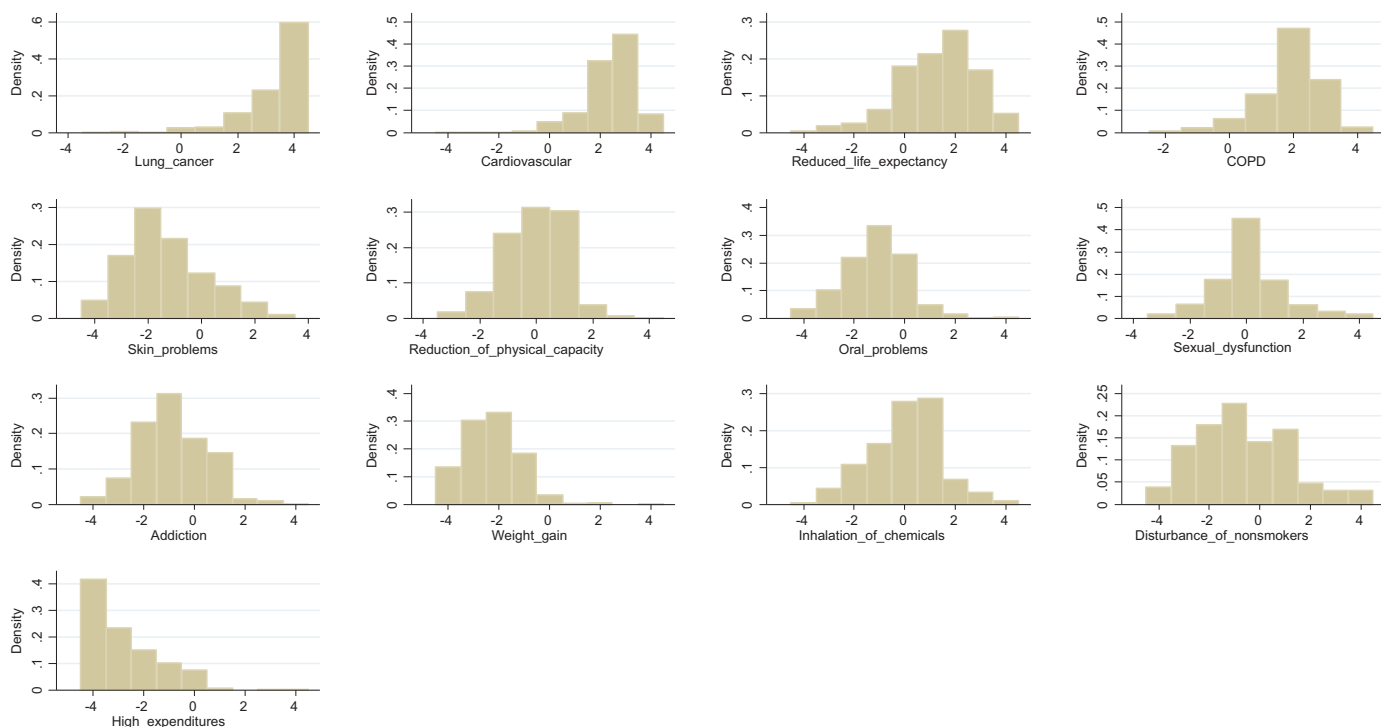 Density
0 .2 .4 .6
-4 -2 0 2 4
Lung_cancer
Density
0 .1 .2 .3 .4 .5
-4 -2 0 2 4
Cardiovascular
Density
0 .1 .2 .3
-4 -2 0 2 4
Reduced_life_expectancy
Density
0 .1 .2 .3 .4 .5
-2 0 2 4
COPD
Density
0 .1 .2 .3
-4 -2 0 2 4
Skin_problems
Density
0 .1 .2 .3
-4 -2 0 2 4
Reduction_of_physical_capacity
Density
0 .1 .2 .3 .4
-4 -2 0 2 4
Oral_problems
Density
0 .1 .2 .3 .4 .5
-4 -2 0 2 4
Sexual_dysfunction
Density
0 .1 .2 .3
-4 -2 0 2 4
Addiction
Density
0 .1 .2 .3 .4
-4 -2 0 2 4
Weight_gain
Density
0 .1 .2 .3
-4 -2 0 2 4
Inhalation_of_chemicals
Density
0 .05 .1 .15 .2 .25
-4 -2 0 2 4
Disturbance_of_nonsmokers
Density
0 .1 .2 .3 .4
-4 -2 0 2 4
High_expenditures